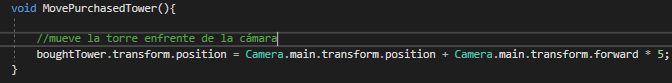 void MovePurchasedTower(){
//mueve la torre enfrente de la cámara
boughtTower.transform.position = Camera.main.transform.position + Camera.main.transform.forward * 5;
}